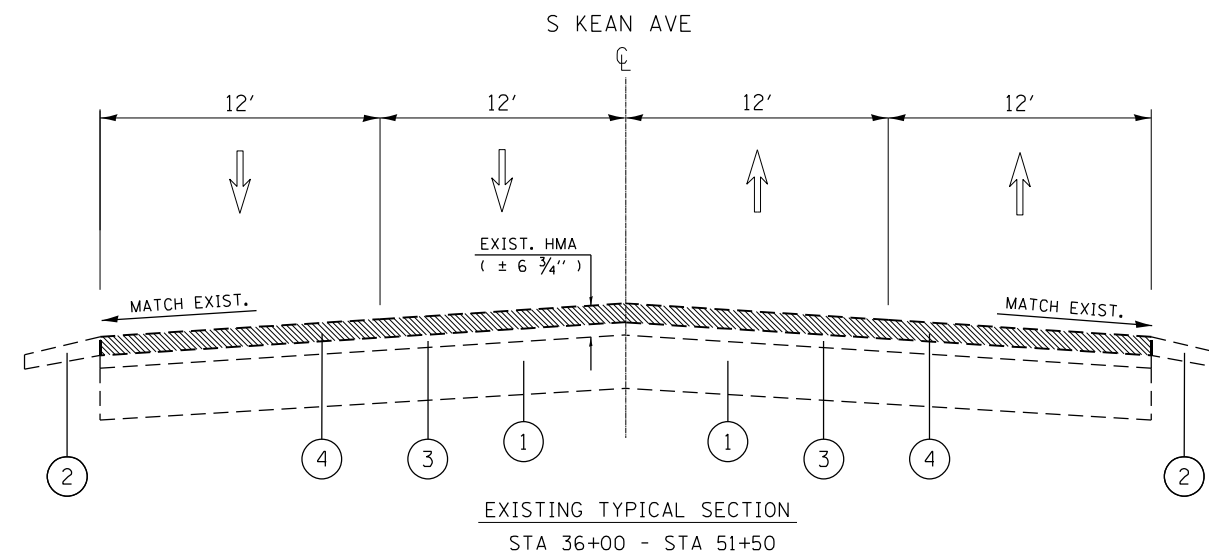 S KEAN AVE
℄
12' 12' 12' 12'
EXIST. HMA
( ± 6 3/4'' )
MATCH EXIST. MATCH EXIST.
1 1
4 3 3 4
2 2
EXISTING TYPICAL SECTION
STA 36+00 - STA 51+50